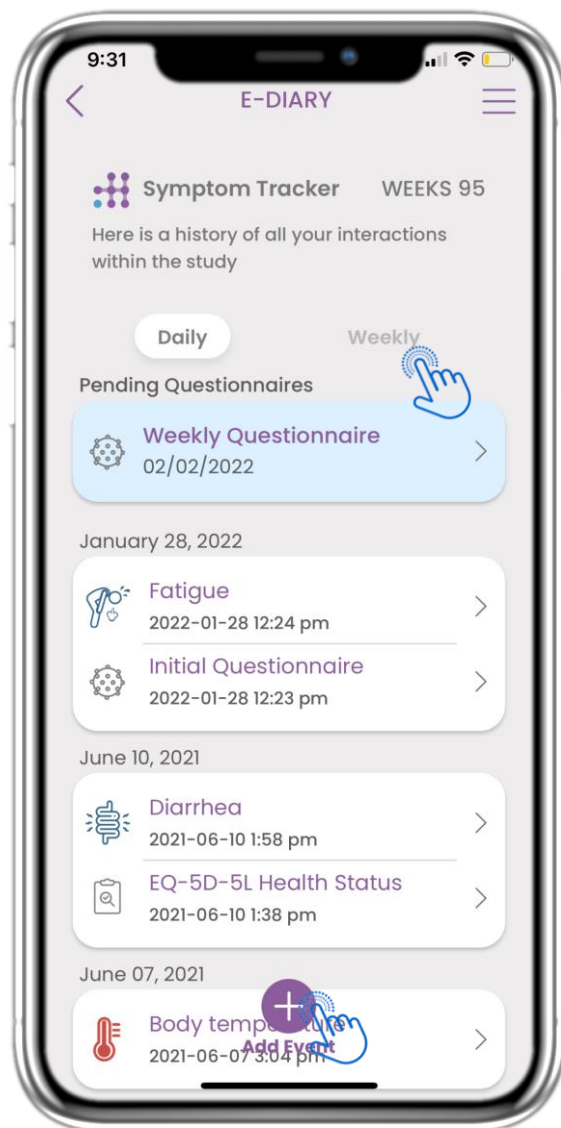 9:31
E-DIARY
Symptom Tracker WEEKS 95
Here is a history of all your interactions
within the study
Daily Weekly
Pending Questionnaires
Weekly Questionnaire
02/02/2022
January 28, 2022
Fatigue
2022-01-28 12:24 pm
Initial Questionnaire
2022-01-28 12:23 pm
June 10, 2021
Diarrhea
2021-06-10 1:58 pm
EQ-5D-5L Health Status
2021-06-10 1:38 pm
June 07, 2021
Body temperature
Add Event
2021-06-07 3:04 pm